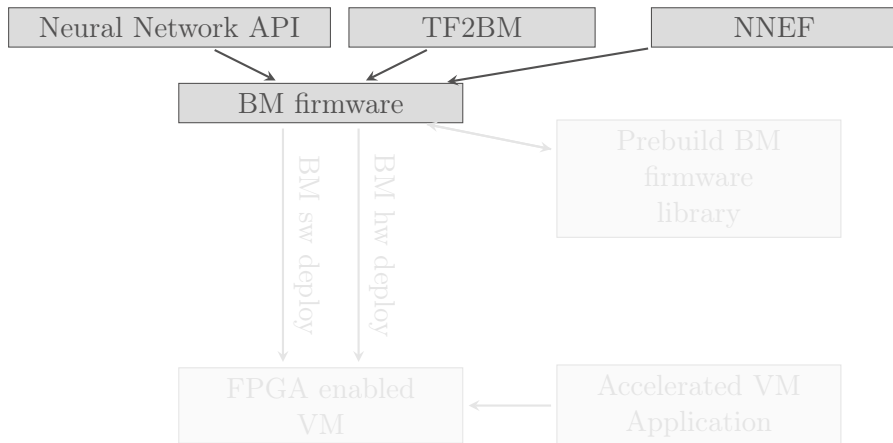 Neural Network API
TF2BM
NNEF
BM firmware
Prebuild BM
firmware
library
BM sw deploy
BM hw deploy
FPGA enabled
VM
Accelerated VM
Application